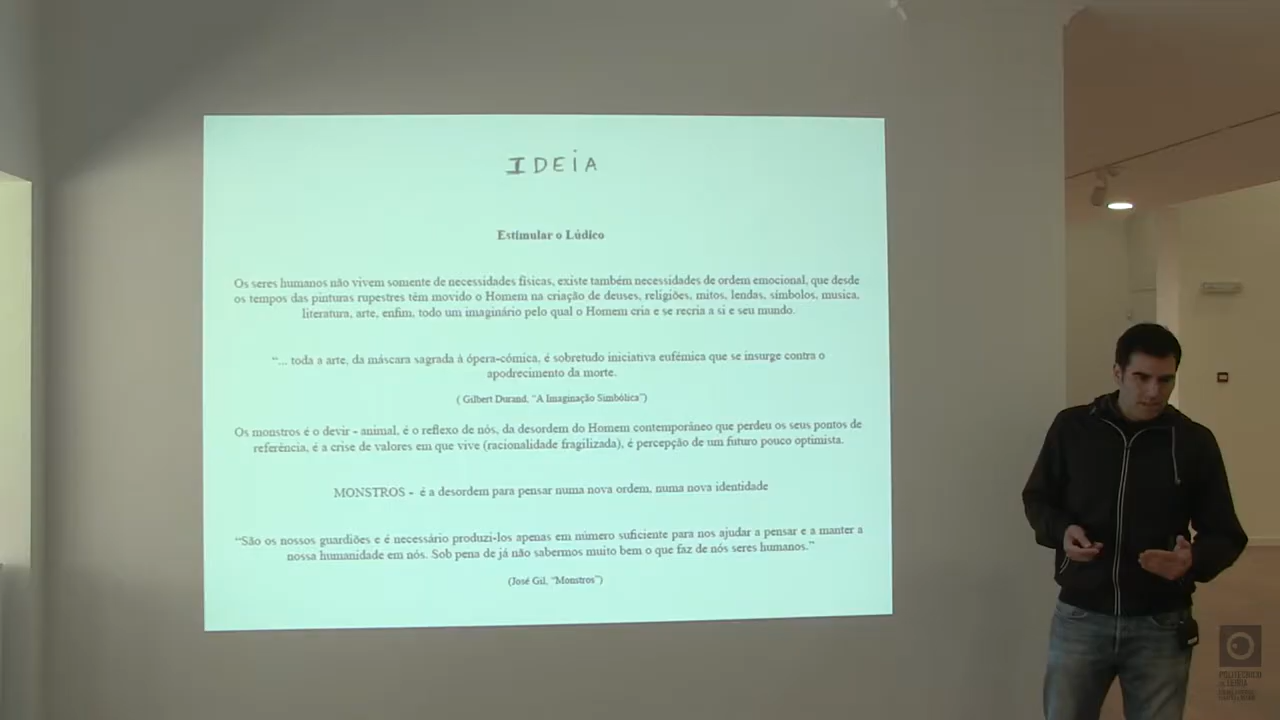 IDEiA
Estimular o Lúdico
Os seres humanos não vivem somente de necessidades físicas, existe também necessidades de ordem emocional, que desde
os tempos das pinturas rupestres têm movido o Homem na criação de deuses, religiões, mitos, lendas, símbolos, musica,
literatura, arte, enfim, todo um imaginário pelo qual o Homem cria e se recria a si e seu mundo.
“... toda a arte, da máscara sagrada à ópera-cómica, é sobretudo iniciativa eufémica que se insurge contra o
apodrecimento da morte.
( Gilbert Durand, “A Imaginação Simbólica”)
Os monstros é o devir - animal, é o reflexo de nós, da desordem do Homem contemporâneo que perdeu os seus pontos de
referência, é a crise de valores em que vive (racionalidade fragilizada), é percepção de um futuro pouco optimista.
MONSTROS - é a desordem para pensar numa nova ordem, numa nova identidade
“São os nossos guardiões e é necessário produzi-los apenas em número suficiente para nos ajudar a pensar e a manter a
nossa humanidade em nós. Sob pena de já não sabermos muito bem o que faz de nós seres humanos.”
(José Gil, “Monstros”)
POLITÉCNICO
DE LEIRIA